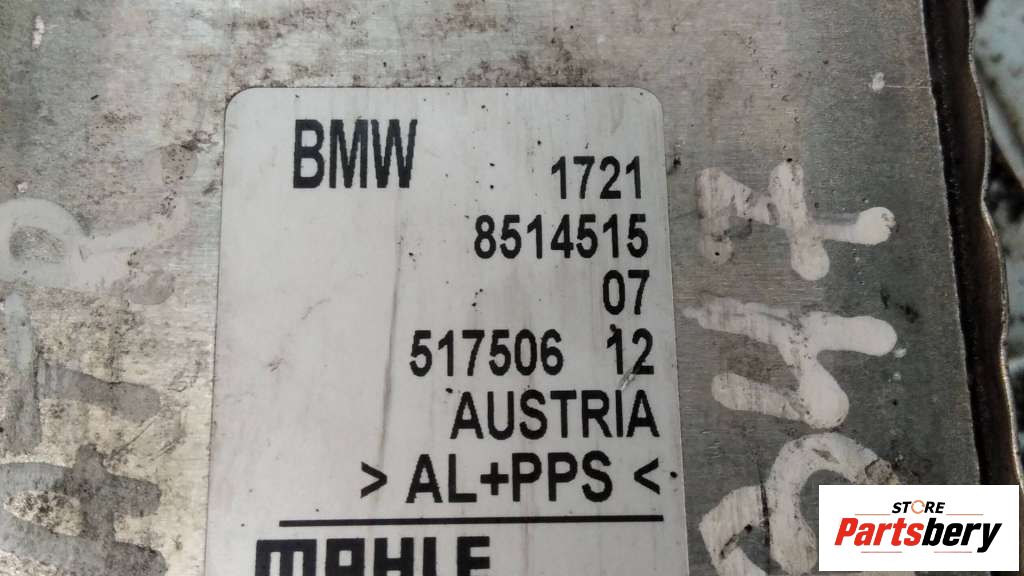 BMW
1721
8514515
07
517506 12
AUSTRIA
> AL+PPS <
MAHLE
STORE
Partsbery